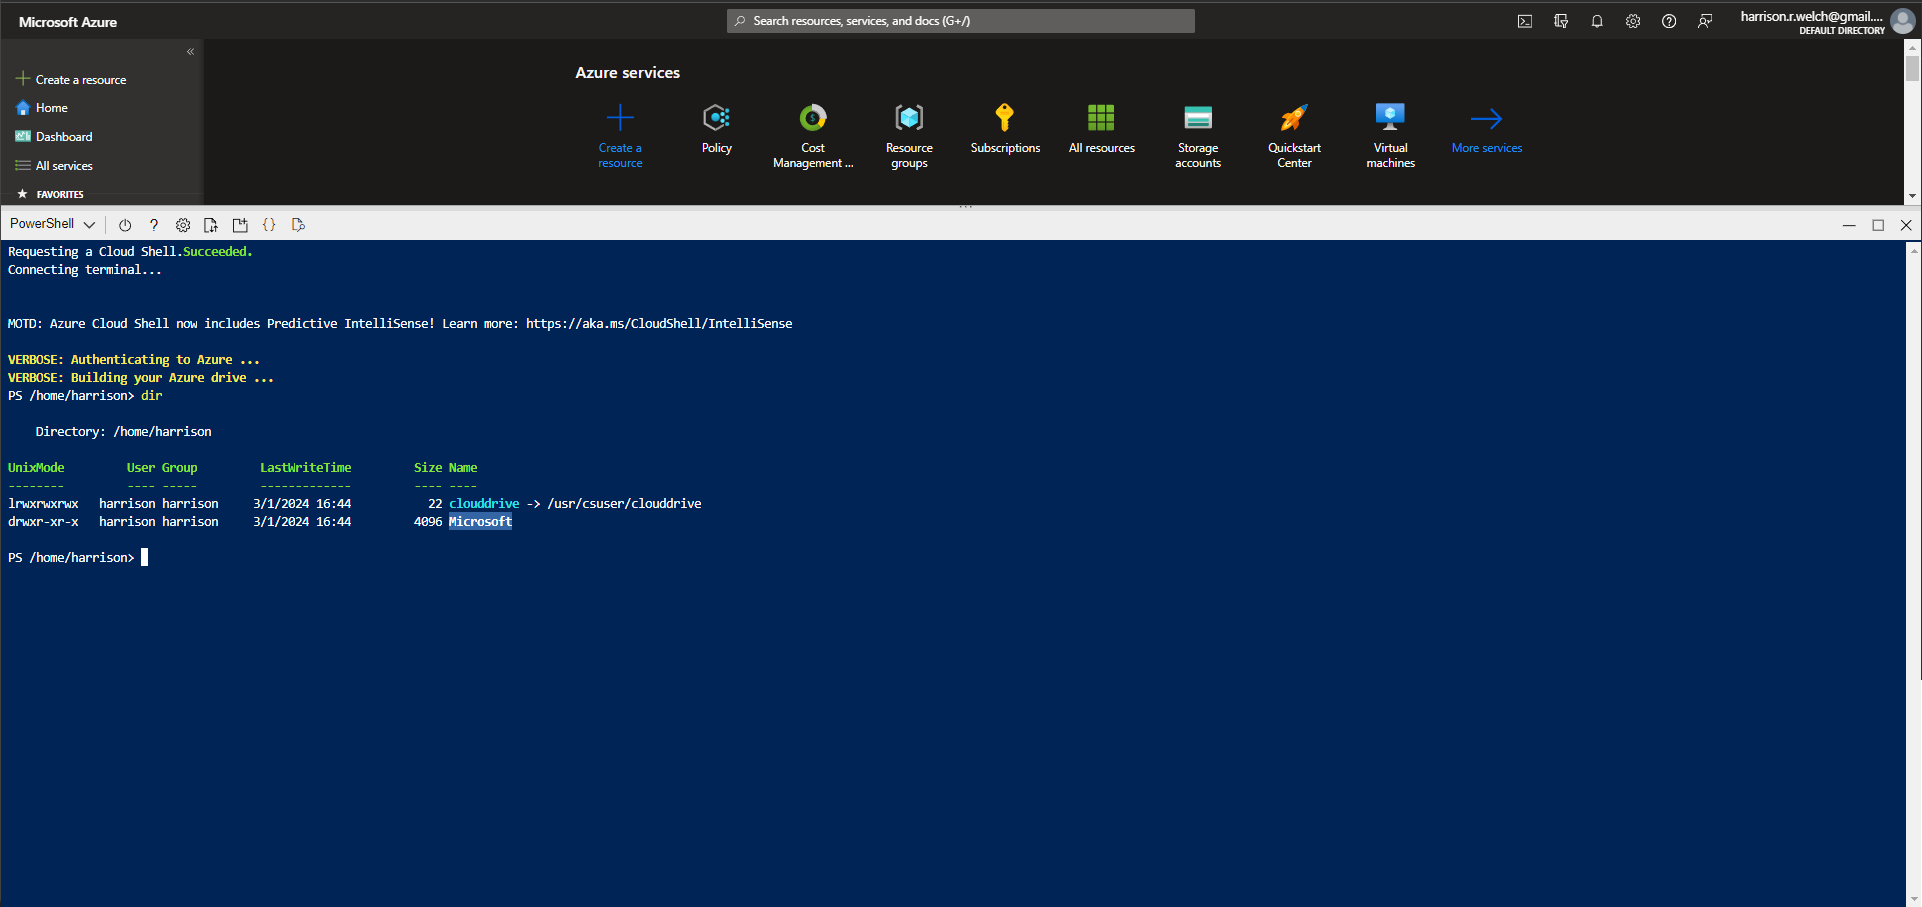 Microsoft Azure
Search resources, services, and docs (G+/)
harrison.r.welch@gmail....
DEFAULT DIRECTORY
«
Create a resource
Home
Dashboard
All services
FAVORITES
Azure services
Create a resource
Policy
Cost Management ...
Resource groups
Subscriptions
All resources
Storage accounts
Quickstart Center
Virtual machines
More services
PowerShell
Requesting a Cloud Shell.Succeeded.
Connecting terminal...
MOTD: Azure Cloud Shell now includes Predictive IntelliSense! Learn more: https://aka.ms/CloudShell/IntelliSense
VERBOSE: Authenticating to Azure ...
VERBOSE: Building your Azure drive ...
PS /home/harrison> dir
Directory: /home/harrison
UnixMode User Group LastWriteTime Size Name
-------- ---- ----- ------------- ---- ----
lrwxrwxrwx harrison harrison 3/1/2024 16:44 22 clouddrive -> /usr/csuser/clouddrive
drwxr-xr-x harrison harrison 3/1/2024 16:44 4096 Microsoft
PS /home/harrison>